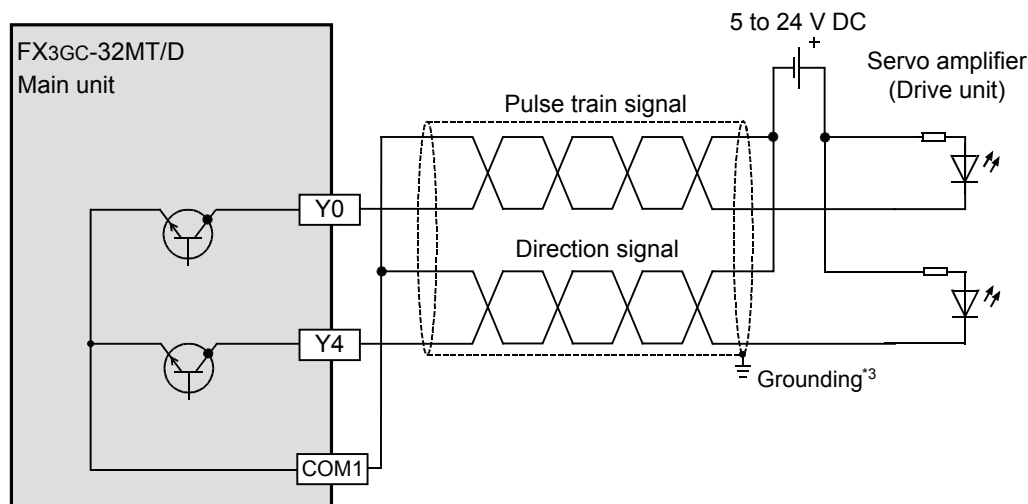 5 to 24 V DC
+
FX3GC-32MT/D
Main unit
Servo amplifier
(Drive unit)
Pulse train signal
Y0
Direction signal
Y4
Grounding*3
COM1